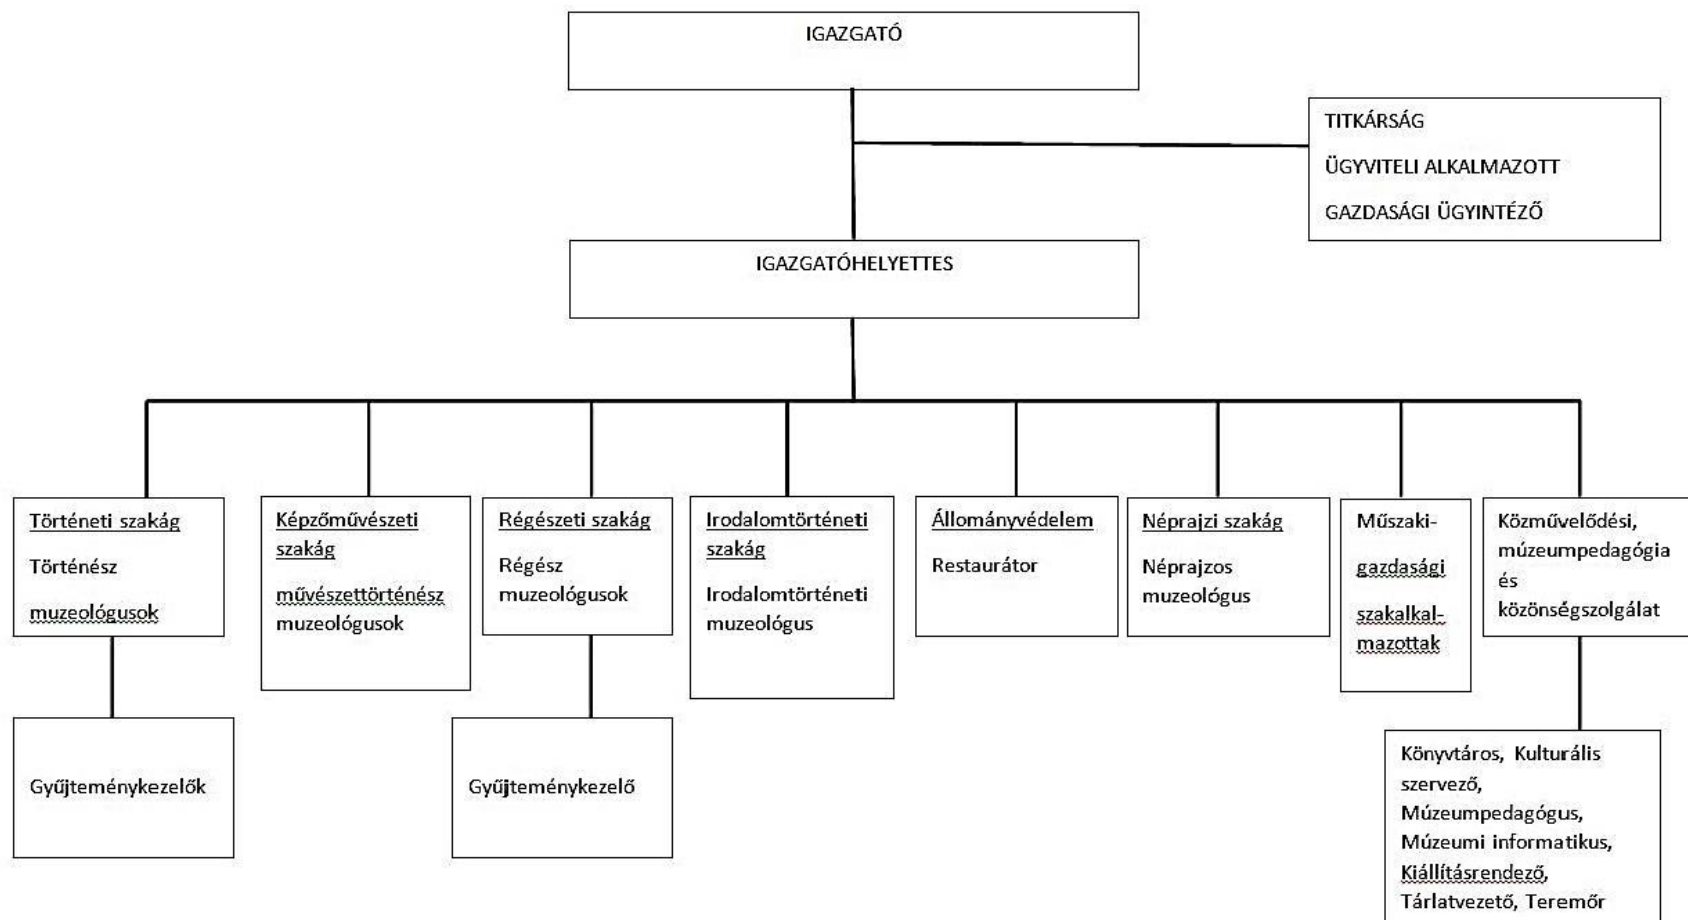 IGAZGATÓ
TITKÁRSÁG
ÜGYVITELI ALKALMAZOTT
GAZDASÁGI ÜGYINTÉZŐ
IGAZGATÓHELYETTES
Történeti szakág
Történész
muzeológusok
Képzőművészeti
szakág
művészettörténész
muzeológusok
Régészeti szakág
Régész
muzeológusok
Irodalomtörténeti
szakág
Irodalomtörténeti
muzeológus
Állományvédelem
Restaurátor
Néprajzi szakág
Néprajzos
muzeológus
Műszaki-
gazdasági
szakalkal-
mazottak
Közművelődési,
múzeumpedagógia
és
közönségszolgálat
Gyűjteménykezelők
Gyűjteménykezelő
Könyvtáros, Kulturális
szervező,
Múzeumpedagógus,
Múzeumi informatikus,
Kiállításrendező,
Tárlatvezető, Teremőr